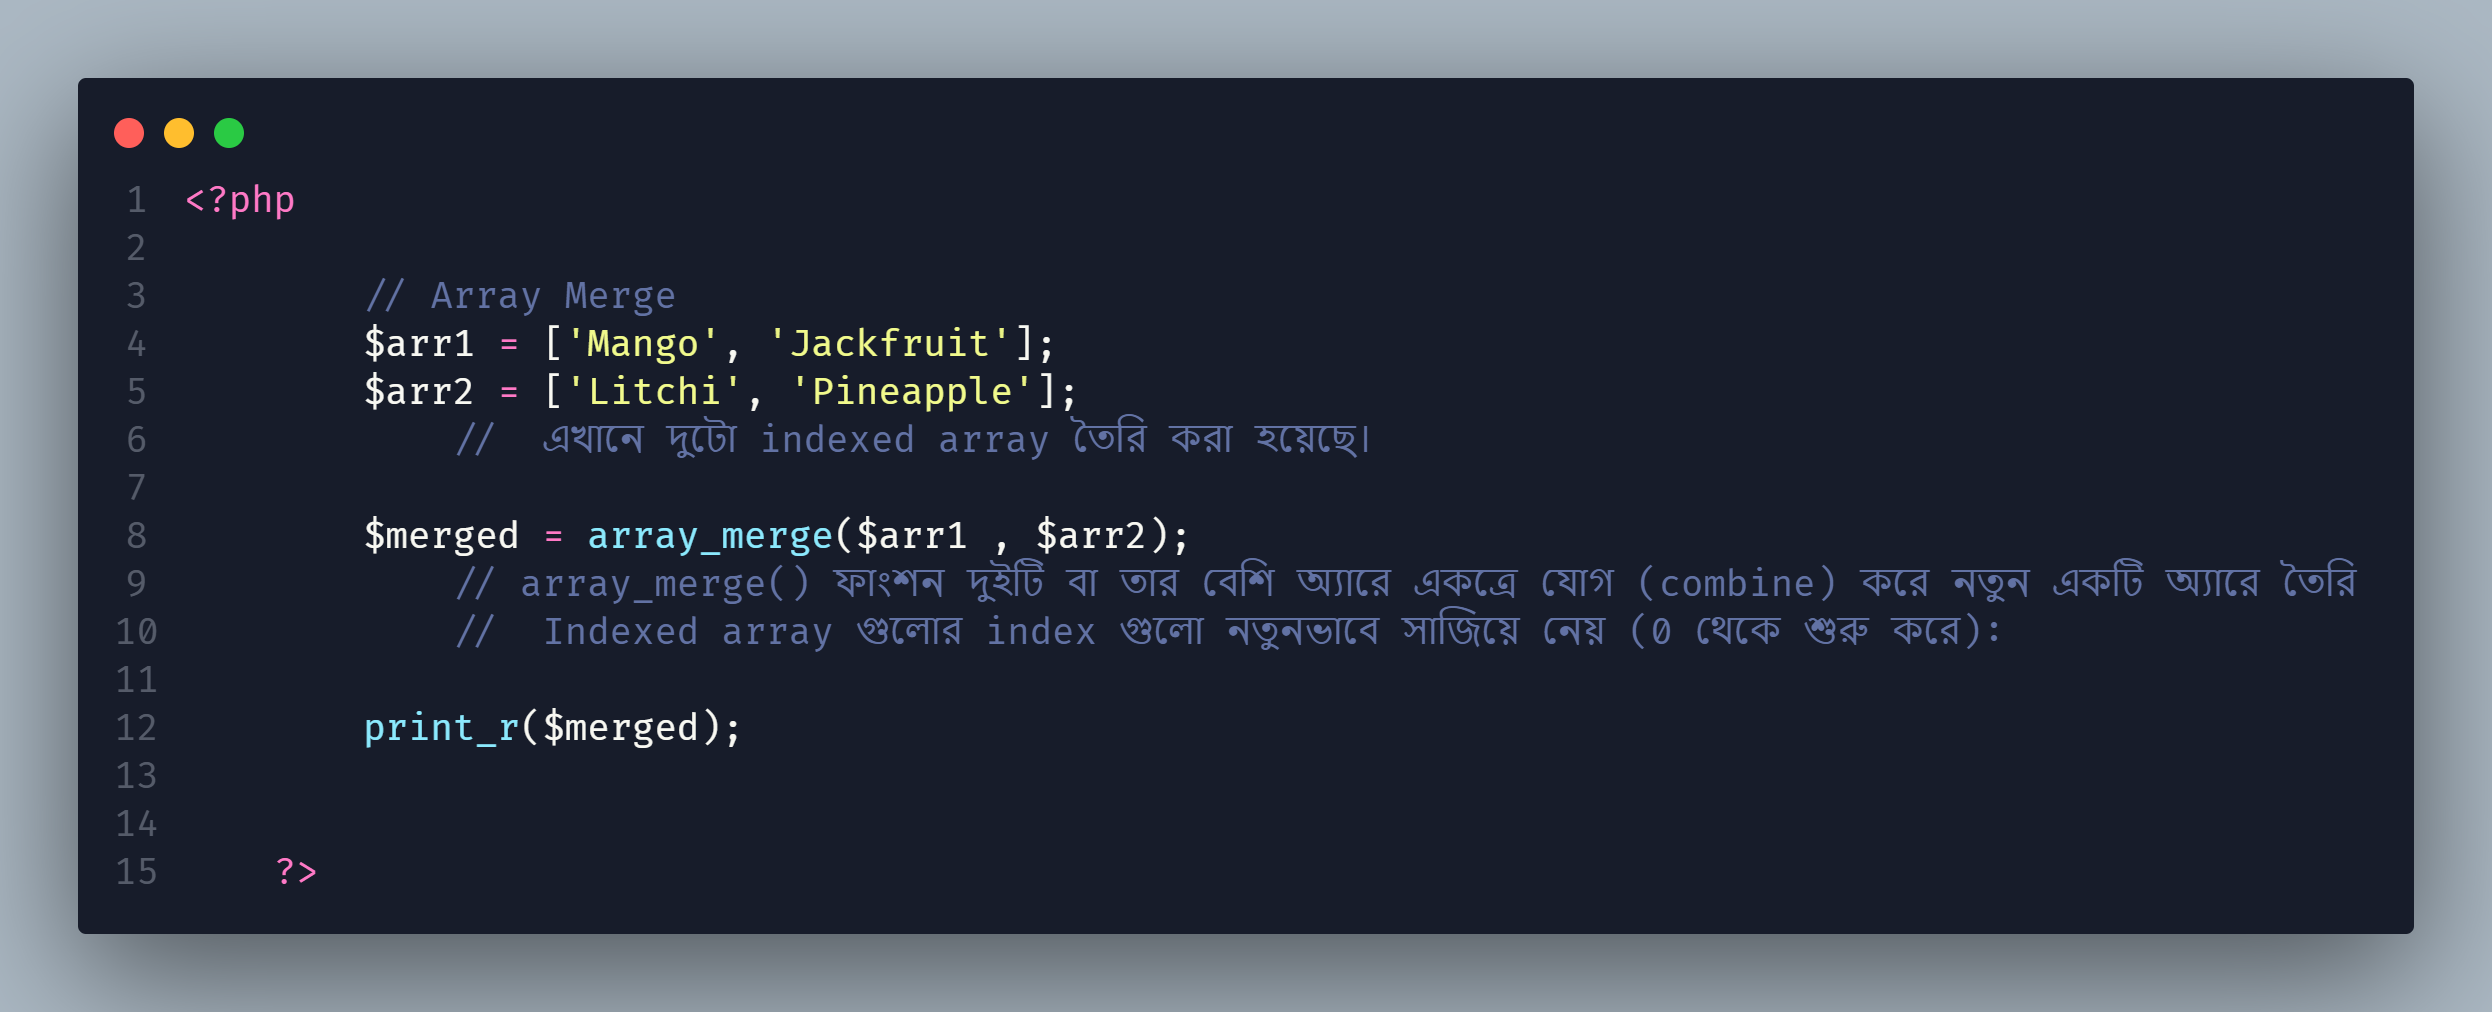 1 <?php
2
3 // Array Merge
4 $arr1 = ['Mango', 'Jackfruit'];
5 $arr2 = ['Litchi', 'Pineapple'];
6 //  এখানে দুটো indexed array তৈরি করা হয়েছে।
7
8 $merged = array_merge($arr1 , $arr2);
9 // array_merge() ফাংশন দুইটি বা তার বেশি অ্যারে একত্রে যোগ (combine) করে নতুন একটি অ্যারে তৈরি
10 //  Indexed array গুলোর index গুলো নতুনভাবে সাজিয়ে নেয় (0 থেকে শুরু করে):
11
12 print_r($merged);
13
14
15 ?>